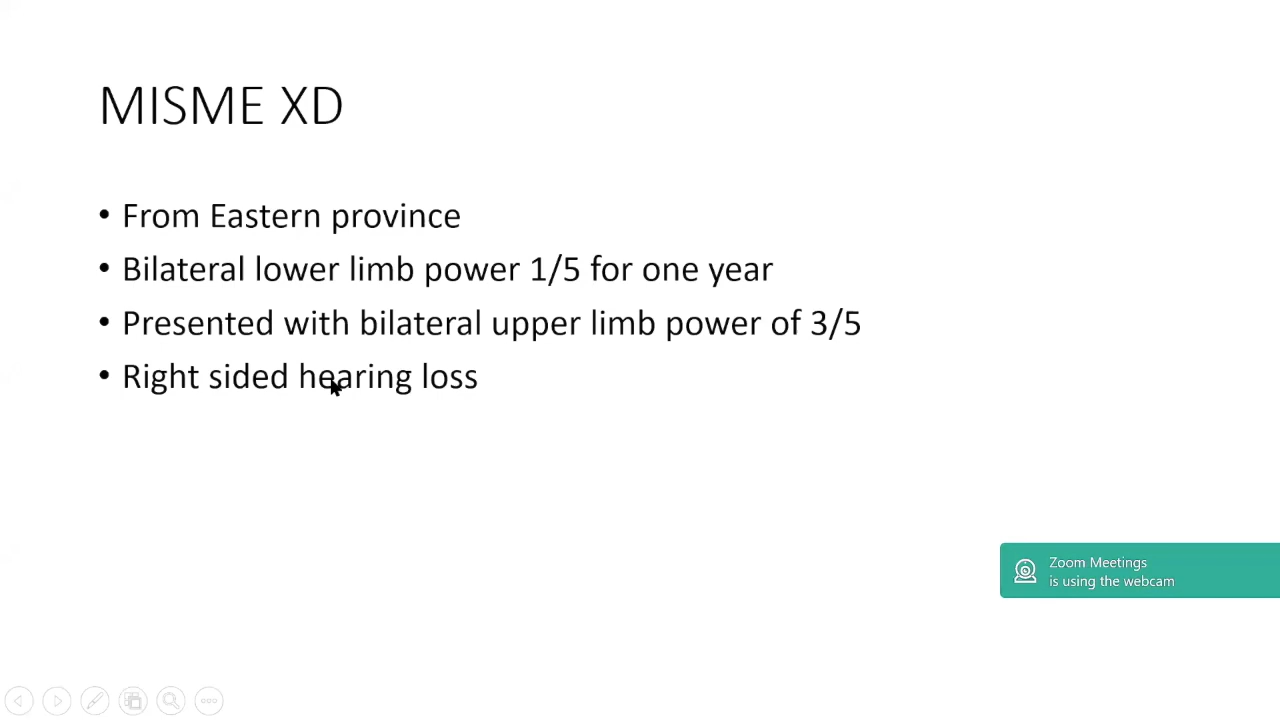 MISME XD
• From Eastern province
• Bilateral lower limb power 1/5 for one year
• Presented with bilateral upper limb power of 3/5
• Right sided hearing loss
Zoom Meetings
is using the webcam